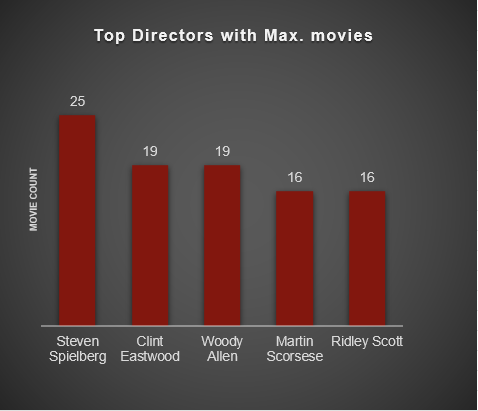 Top Directors with Max. movies
25
19
19
16
16
MOVIE COUNT
Steven
Spielberg
Clint
Eastwood
Woody
Allen
Martin
Scorsese
Ridley Scott